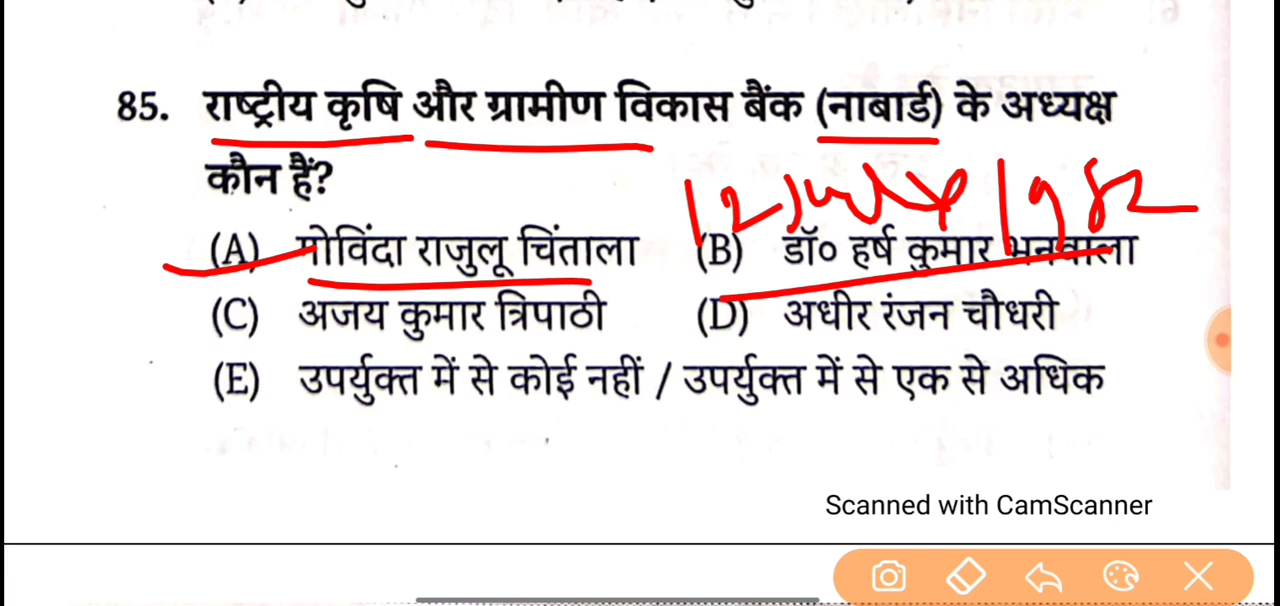 85. राष्ट्रीय कृषि और ग्रामीण विकास बैंक (नाबार्ड) के अध्यक्ष
कौन हैं?
12 July 1982
(A) गोविंदा राजुलू चिंताला (B) डॉ० हर्ष कुमार भनवाला
(C) अजय कुमार त्रिपाठी (D) अधीर रंजन चौधरी
(E) उपर्युक्त में से कोई नहीं / उपर्युक्त में से एक से अधिक
Scanned with CamScanner